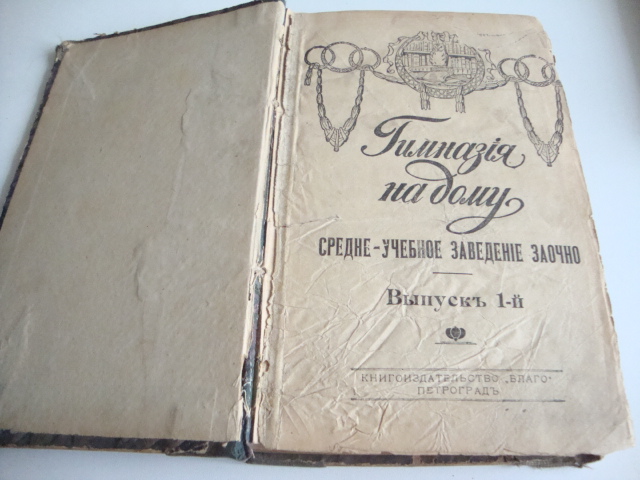 Гимназія
на дому
СРЕДНЕ-УЧЕБНОЕ ЗАВЕДЕНІЕ ЗАОЧНО
Выпускъ 1-й
КНИГОИЗДАТЕЛЬСТВО „БЛАГО"
ПЕТРОГРАДЪ